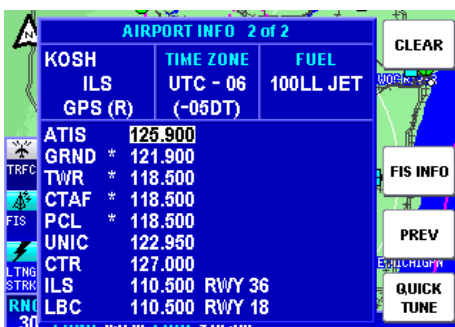 AIRPORT INFO 2 of 2
CLEAR
KOSH TIME ZONE FUEL
ILS UTC - 06 100LL JET
GPS (R) (-05DT)
ATIS 125.900
GRND * 121.900
TWR * 118.500
CTAF * 118.500
PCL * 118.500
UNIC 122.950
CTR 127.000
ILS 110.500 RWY 36
LBC 110.500 RWY 18
TRFC
FIS
LTNG
STRK
RNG
30
FIS INFO
PREV
QUICK
TUNE